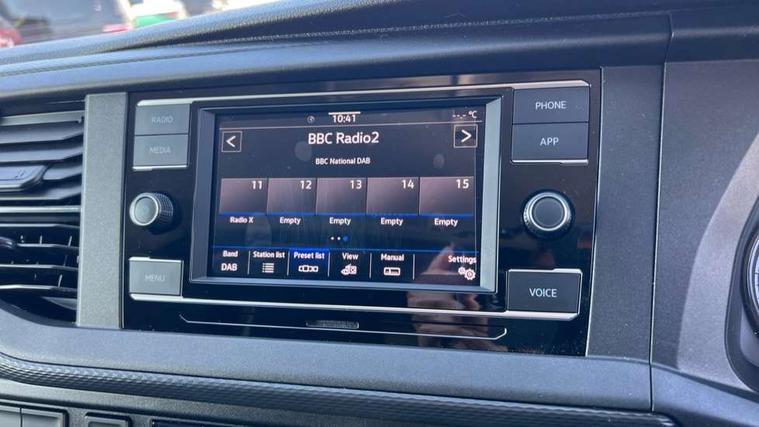 RADIO
MEDIA
MENU
10:41
--.- °C
<
BBC Radio2
>
BBC National DAB
11 12 13 14 15
Radio X Empty Empty Empty Empty
Band Station list Preset list View Manual Settings
DAB
PHONE
APP
VOICE